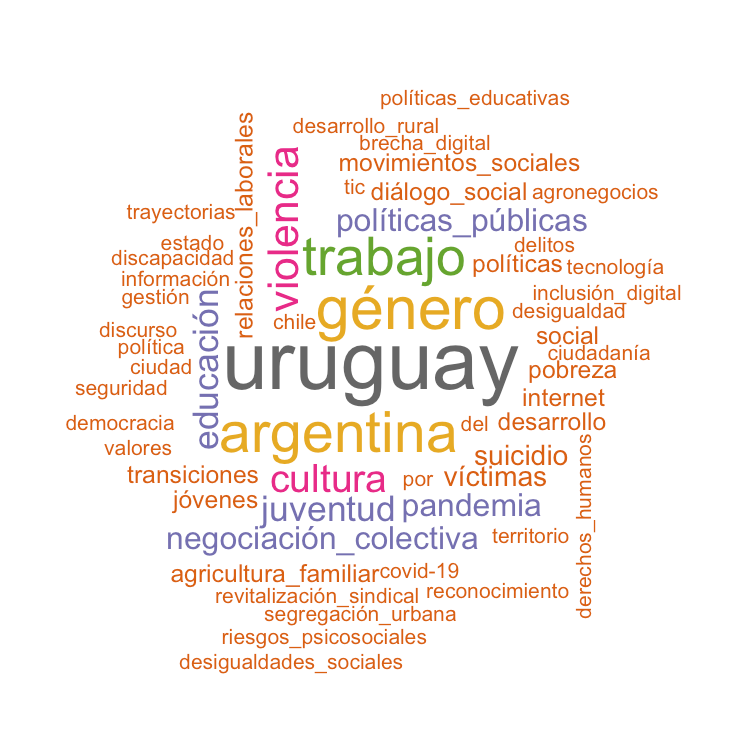 políticas_educativas
desarrollo_rural
brecha_digital
movimientos_sociales
relaciones_laborales
violencia
tic
diálogo_social
agronegocios
trayectorias
políticas_públicas
estado
delitos
discapacidad
trabajo
políticas
tecnología
información
gestión
inclusión_digital
género
desigualdad
chile
discurso
social
política
ciudadanía
educación
ciudad
uruguay
pobreza
seguridad
internet
democracia
argentina
del
desarrollo
valores
suicidio
transiciones
cultura
por
víctimas
derechos_humanos
jóvenes
juventud
pandemia
negociación_colectiva
territorio
agricultura_familiar
covid-19
revitalización_sindical
reconocimiento
segregación_urbana
riesgos_psicosociales
desigualdades_sociales